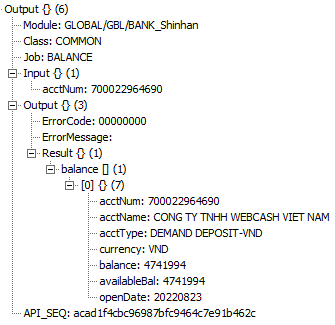 Output {} (6)
Module: GLOBAL/GBL/BANK_Shinhan
Class: COMMON
Job: BALANCE
Input {} (1)
acctNum: 700022964690
Output {} (3)
ErrorCode: 00000000
ErrorMessage:
Result {} (1)
balance [] (1)
[0] {} (7)
acctNum: 700022964690
acctName: CONG TY TNHH WEBCASH VIET NAM
acctType: DEMAND DEPOSIT-VND
currency: VND
balance: 4741994
availableBal: 4741994
openDate: 20220823
API_SEQ: acad1f4cbc96987bfc9464c7e91b462c